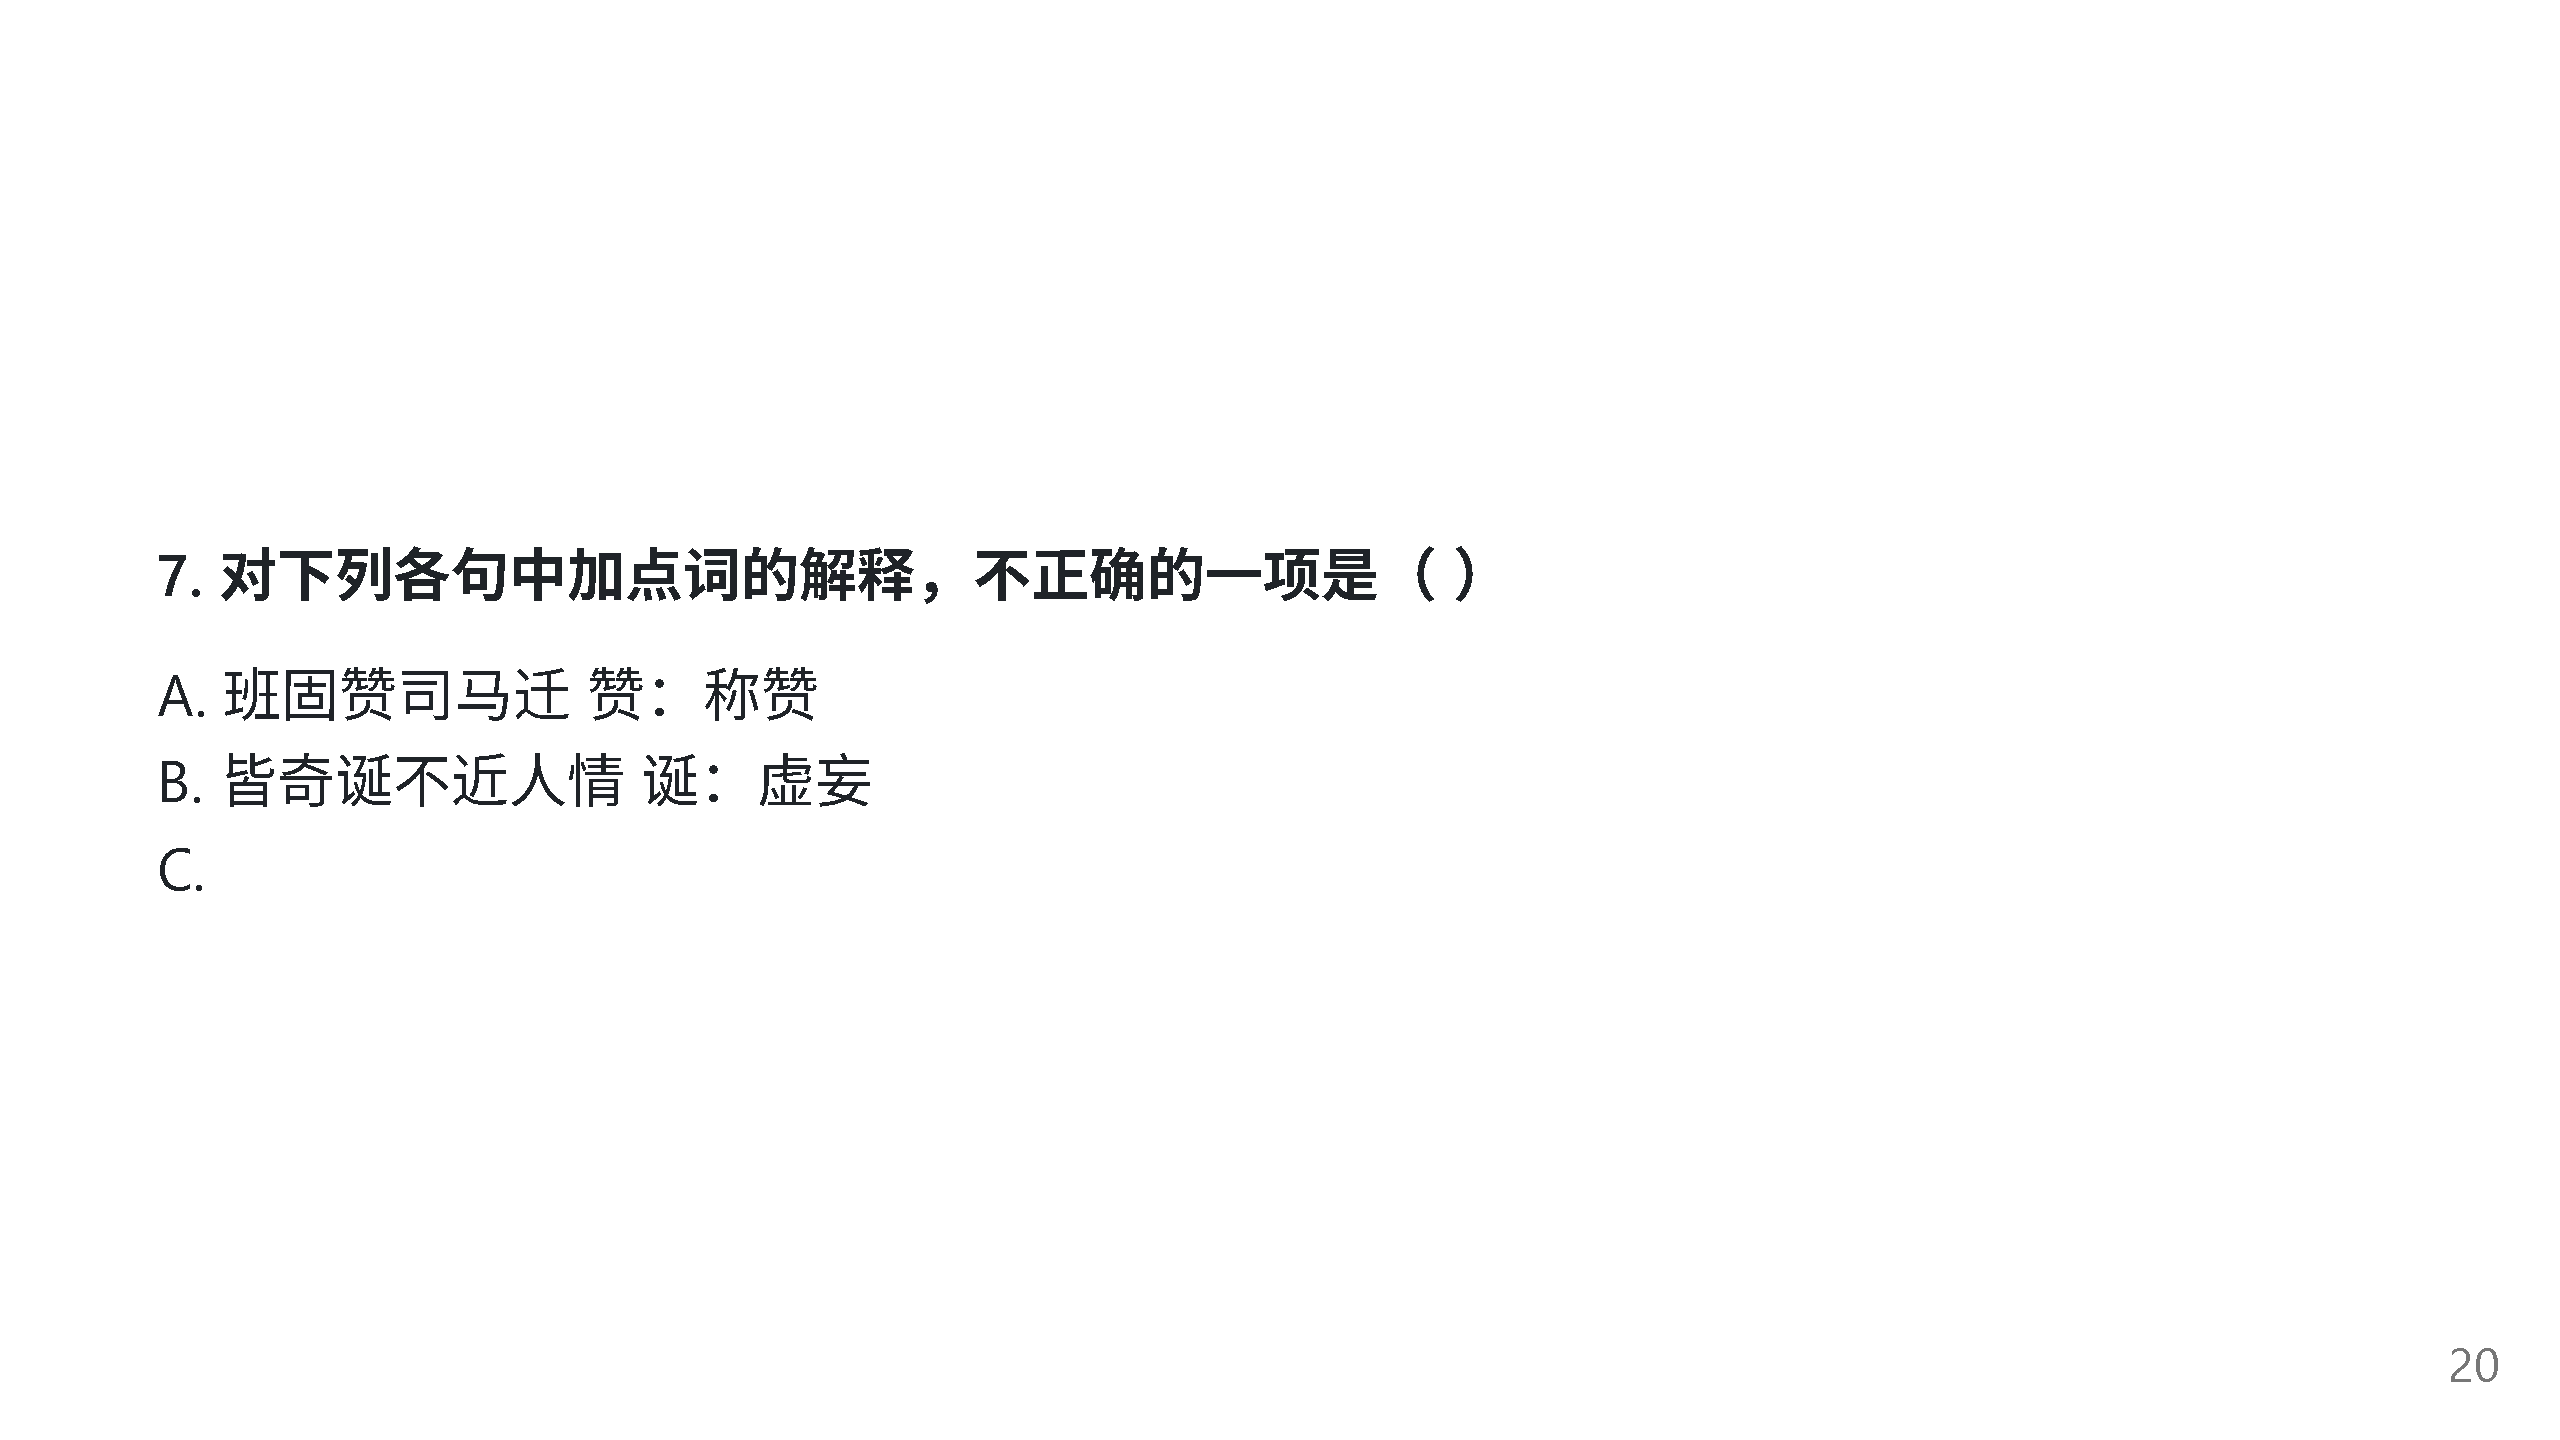 7. 对下列各句中加点词的解释，不正确的一项是（ ）
A. 班固赞司马迁 赞：称赞
B. 皆奇诞不近人情 诞：虚妄
C.
20